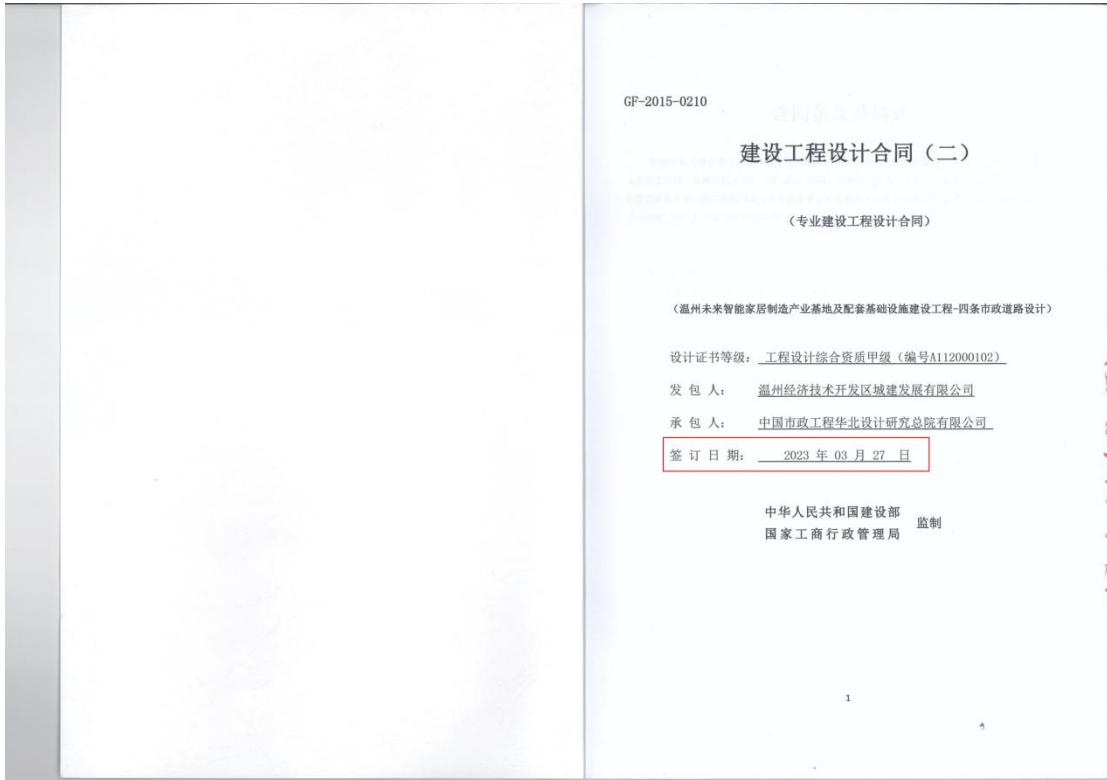 GF-2015-0210
建设工程设计合同（二）
（专业建设工程设计合同）
（温州未来智能家居制造产业基地及配套基础设施建设工程-四条市政道路设计）
设计证书等级： 工程设计综合资质甲级（编号A112000102）
发 包 人： 温州经济技术开发区城建发展有限公司
承 包 人： 中国市政工程华北设计研究总院有限公司
签 订 日 期： 2023 年 03 月 27 日
中华人民共和国建设部
国家工商行政管理局 监制
1